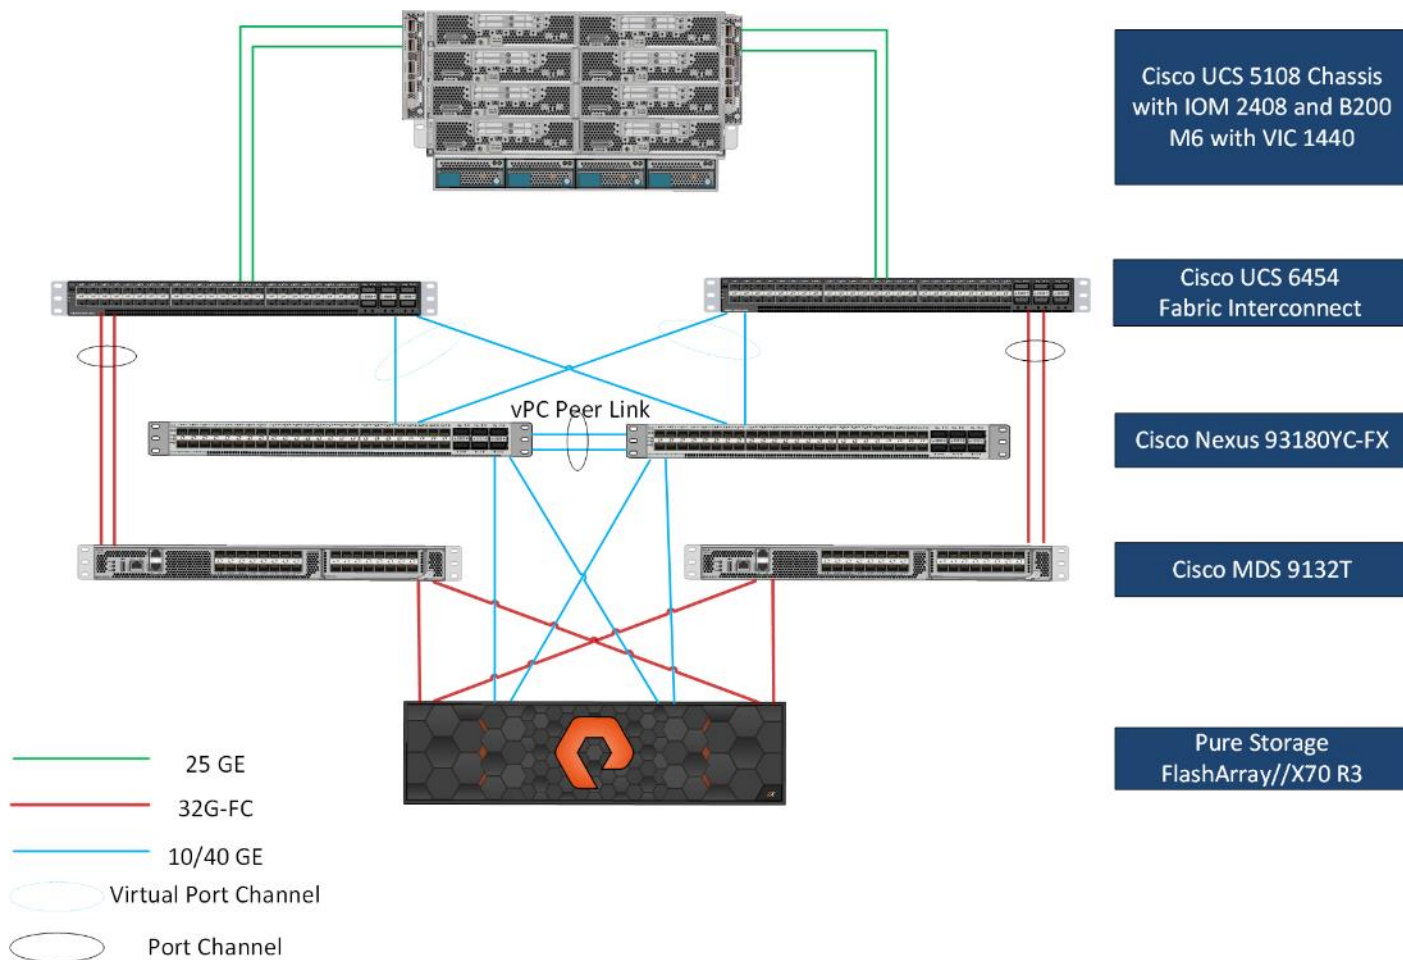 Cisco UCS 5108 Chassis
with IOM 2408 and B200
M6 with VIC 1440
Cisco UCS 6454
Fabric Interconnect
vPC Peer Link
Cisco Nexus 93180YC-FX
Cisco MDS 9132T
Pure Storage
FlashArray//X70 R3
25 GE
32G-FC
10/40 GE
Virtual Port Channel
Port Channel